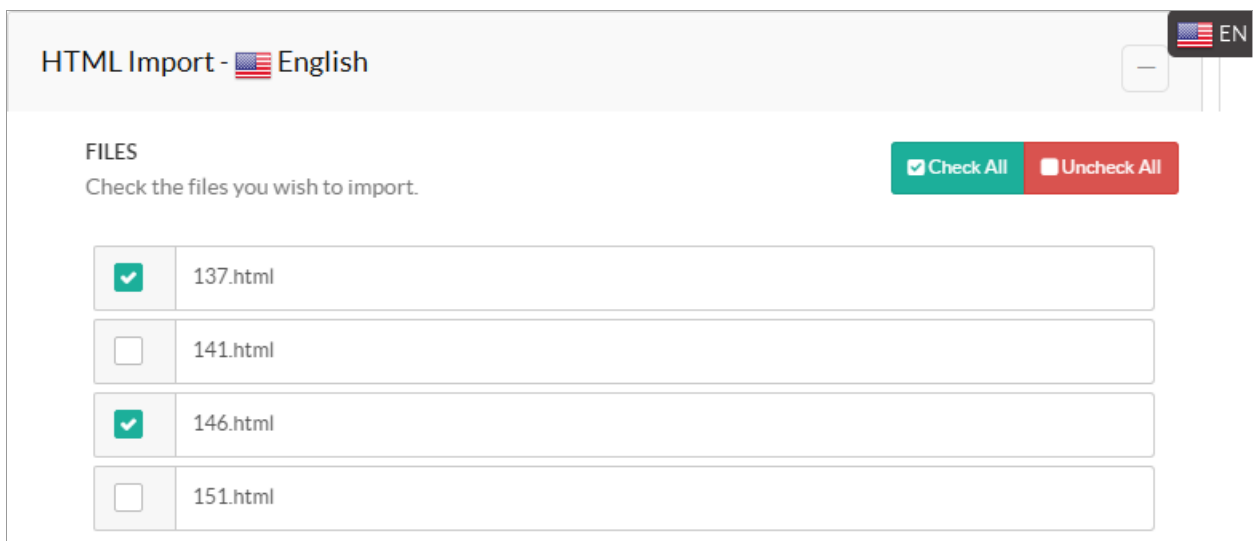 EN
HTML Import - English
FILES
Check All
Uncheck All
Check the files you wish to import.
137.html
141.html
146.html
151.html